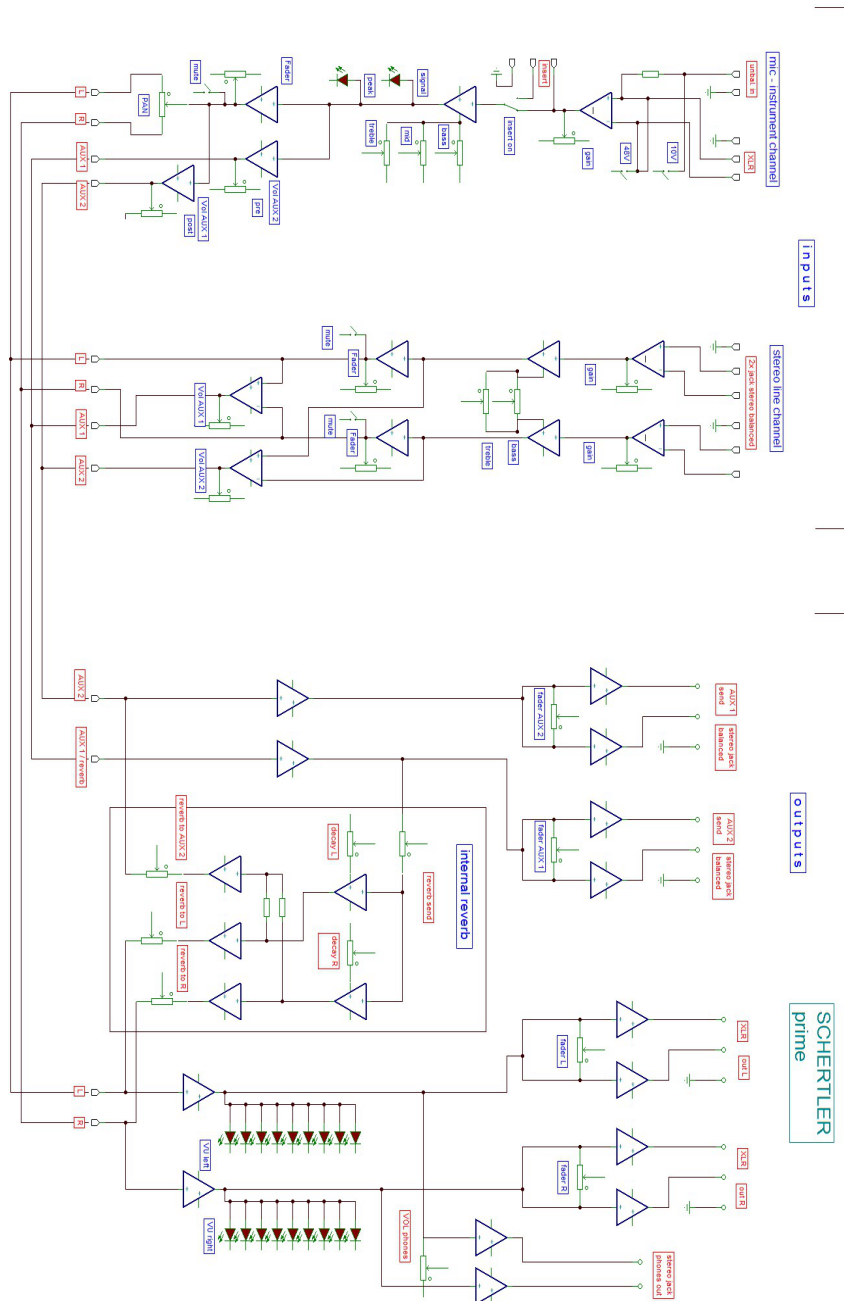 SCHERTLER
prime
inputs
outputs
mic - instrument channel
unbal. in
XLR
10V
48V
gain
insert
insert on
bass
mid
treble
signal
peak
Fader
mute
PAN
Vol AUX 2
pre
Vol AUX 1
post
L
R
AUX 1
AUX 2
stereo line channel
2x jack stereo balanced
gain
gain
bass
treble
Fader
mute
Fader
mute
Vol AUX 1
Vol AUX 2
L
R
AUX 1
AUX 2
AUX 1
send
stereo jack
balanced
fader AUX 2
AUX 2
send
stereo jack
balanced
fader AUX 1
AUX 2
AUX 1 / reverb
internal reverb
reverb send
decay L
decay R
reverb to AUX 2
reverb to L
reverb to R
XLR
out L
fader L
XLR
out R
fader R
L
R
VU left
VU right
VOL phones
stereo jack
phones out